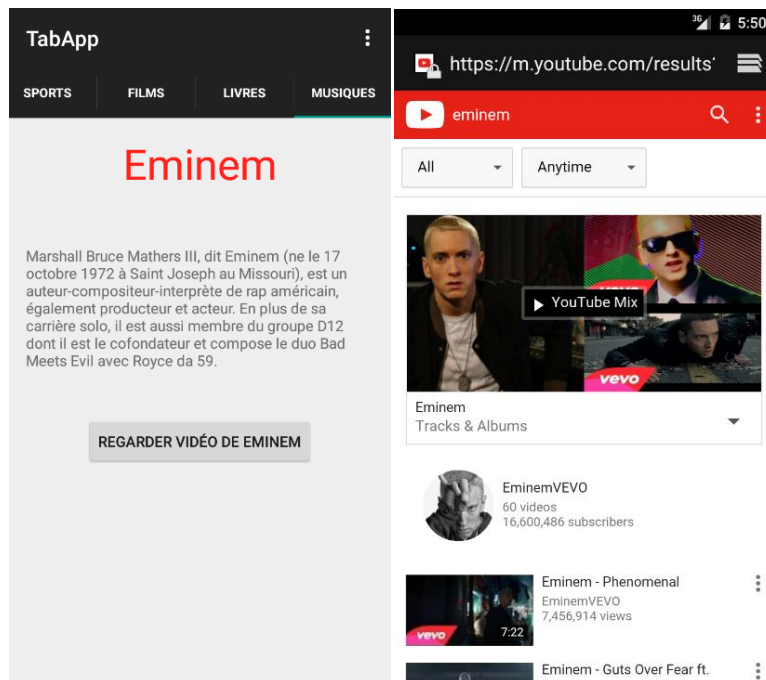 TabApp
SPORTS FILMS LIVRES MUSIQUES
Eminem
Marshall Bruce Mathers III, dit Eminem (ne le 17
octobre 1972 à Saint Joseph au Missouri), est un
auteur-compositeur-interprète de rap américain,
également producteur et acteur. En plus de sa
carrière solo, il est aussi membre du groupe D12
dont il est le cofondateur et compose le duo Bad
Meets Evil avec Royce da 59.
REGARDER VIDÉO DE EMINEM
3G 5:50
https://m.youtube.com/results
eminem
All Anytime
vevo
YouTube Mix
vevo
Eminem
Tracks & Albums
EminemVEVO
60 videos
16,600,486 subscribers
Eminem - Phenomenal
EminemVEVO
7,456,914 views
vevo 7:22
Eminem - Guts Over Fear ft.